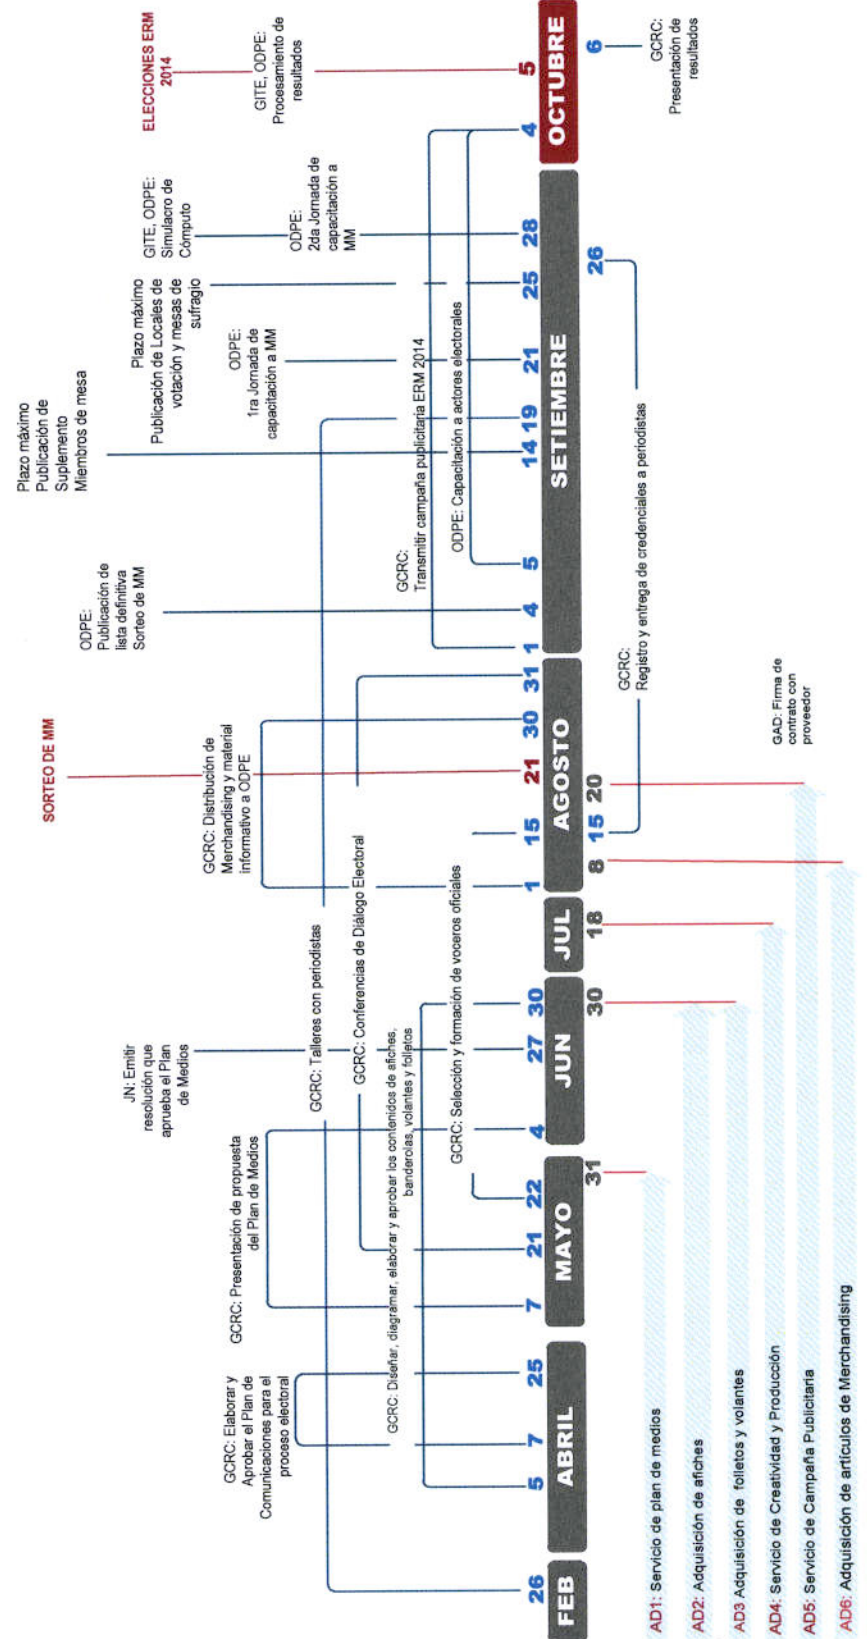 ELECCIONES ERM
2014
GITE, ODPE:
Procesamiento de
resultados
GITE, ODPE:
Simulacro de
Cómputo
ODPE:
2da Jornada de
capacitación a
MM
Plazo máximo
Publicación de Locales de
votación y mesas de
sufragio
ODPE:
1ra Jornada de
capacitación a MM
Plazo máximo
Publicación de
Suplemento
Miembros de mesa
ODPE:
Publicación de
lista definitiva
Sorteo de MM
SORTEO DE MM
GCRC: Distribución de
Merchandising y material
informativo a ODPE
JN: Emitir
resolución que
aprueba el Plan
de Medios
GCRC: Presentación de propuesta
del Plan de Medios
GCRC: Elaborar y
Aprobar el Plan de
Comunicaciones para el
proceso electoral
GCRC: Talleres con periodistas
GCRC: Conferencias de Diálogo Electoral
GCRC: Diseñar, diagramar, elaborar y aprobar los contenidos de afiches,
banderolas, volantes y folletos
GCRC: Selección y formación de voceros oficiales
GCRC:
Transmitir campaña publicitaria ERM 2014
ODPE: Capacitación a actores electorales
26
5
7
25
7
21
22
4
27
30
1
15
21
30
31
1
4
5
14
19
21
25
28
4
5
FEB
ABRIL
MAYO
JUN
JUL
AGOSTO
SETIEMBRE
OCTUBRE
31
30
18
8
15
20
26
6
GCRC:
Registro y entrega de credenciales a periodistas
GCRC:
Presentación de
resultados
GAD: Firma de
contrato con
proveedor
AD1: Servicio de plan de medios
AD2: Adquisición de afiches
AD3 Adquisición de folletos y volantes
AD4: Servicio de Creatividad y Producción
AD5: Servicio de Campaña Publicitaria
AD6: Adquisición de artículos de Merchandising